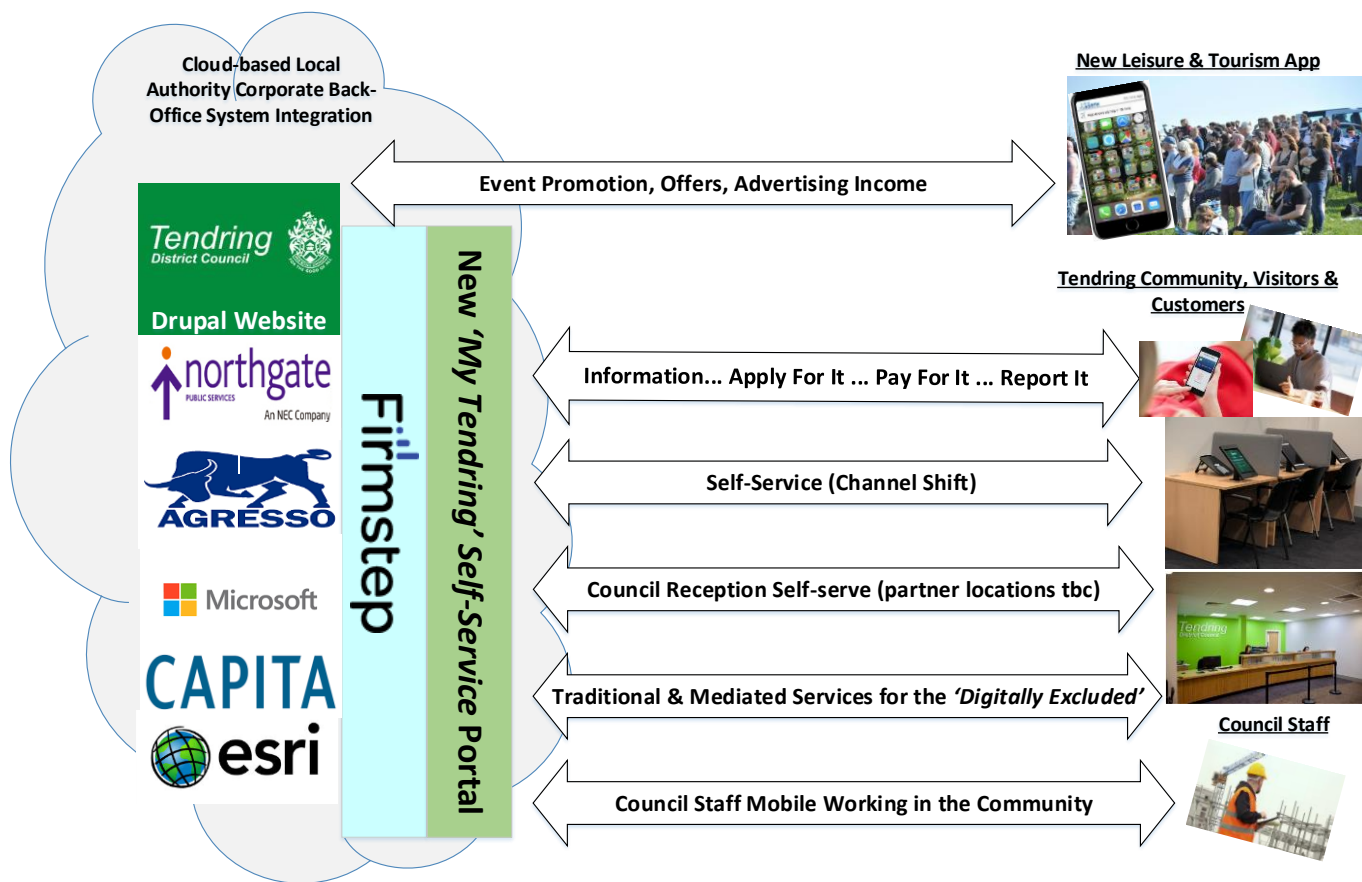 Cloud-based Local
Authority Corporate Back-
Office System Integration
New Leisure & Tourism App
Event Promotion, Offers, Advertising Income
Tendring
District Council
Drupal Website
northgate
PUBLIC SERVICES
An NEC Company
AGRESSO
Microsoft
CAPITA
esri
Firmstep
New ‘My Tendring’ Self-Service Portal
Tendring Community, Visitors &
Customers
Information... Apply For It ... Pay For It ... Report It
Self-Service (Channel Shift)
Council Reception Self-serve (partner locations tbc)
Tendring
District Council
Traditional & Mediated Services for the ‘Digitally Excluded’
Council Staff
Council Staff Mobile Working in the Community